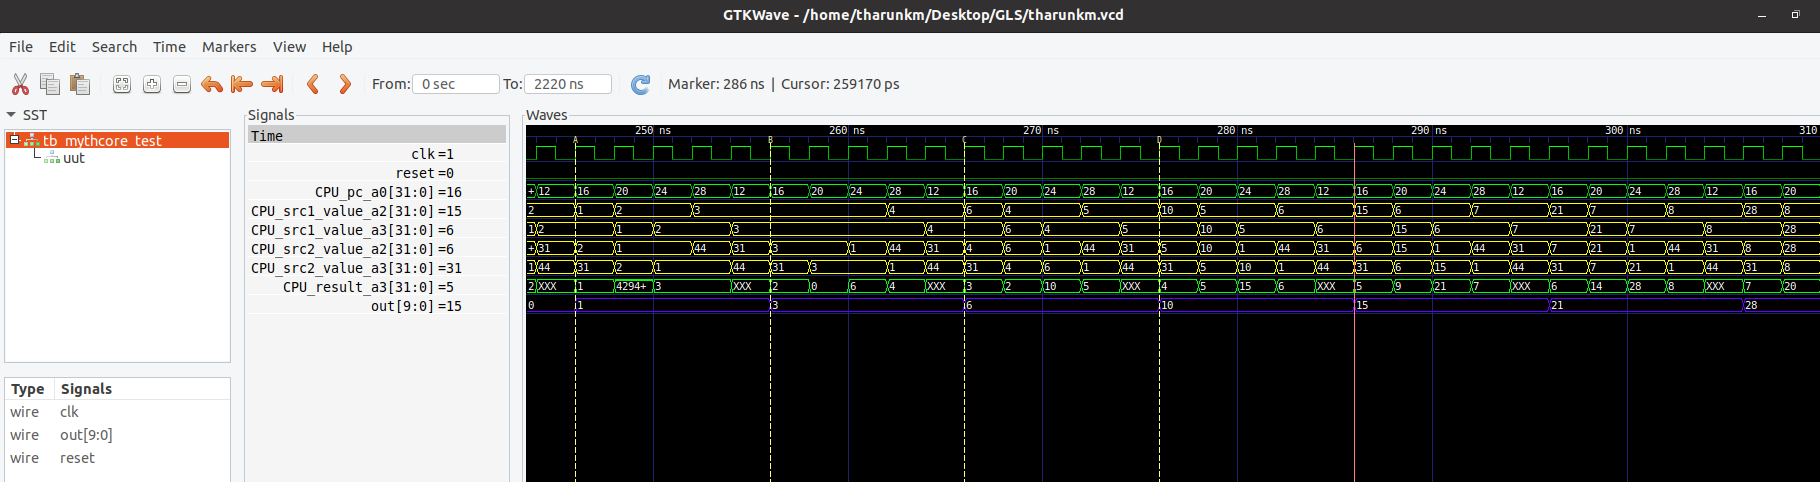 GTKWave - /home/tharunkm/Desktop/GLS/tharunkm.vcd
File Edit Search Time Markers View Help
From: 0 sec To: 2220 ns Marker: 286 ns | Cursor: 259170 ps
SST
tb_mythcore_test
uut
Type Signals
wire clk
wire out[9:0]
wire reset
Signals
Time
clk=1
reset=0
CPU_pc_a0[31:0]=16
CPU_src1_value_a2[31:0]=15
CPU_src1_value_a3[31:0]=6
CPU_src2_value_a2[31:0]=6
CPU_src2_value_a3[31:0]=31
CPU_result_a3[31:0]=5
out[9:0]=15
Waves
250 ns 260 ns 270 ns 280 ns 290 ns 300 ns 310
A B C D
+ 12 16 20 24 28 12 16 20 24 28 12 16 20 24 28 12 16 20 24 28 12 16 20 24 28 12 16 20 24 28 12 16 20
2 1 2 3 4 6 4 5 10 5 6 15 6 7 21 7 8 28 8
1 2 1 2 3 4 6 4 5 10 5 6 15 6 7 21 7 8 28
+ 31 2 1 44 31 3 1 44 31 4 6 1 44 31 5 10 1 44 31 6 15 1 44 31 7 21 1 44 31 8 28
1 44 31 2 1 44 31 3 1 44 31 4 6 1 44 31 5 10 1 44 31 6 15 1 44 31 7 21 1 44 31 8
2 XXX 1 4294+ 3 XXX 2 0 6 4 XXX 3 2 10 5 XXX 4 5 15 6 XXX 5 9 21 7 XXX 6 14 28 8 XXX 7 20
0 1 3 6 10 15 21 28